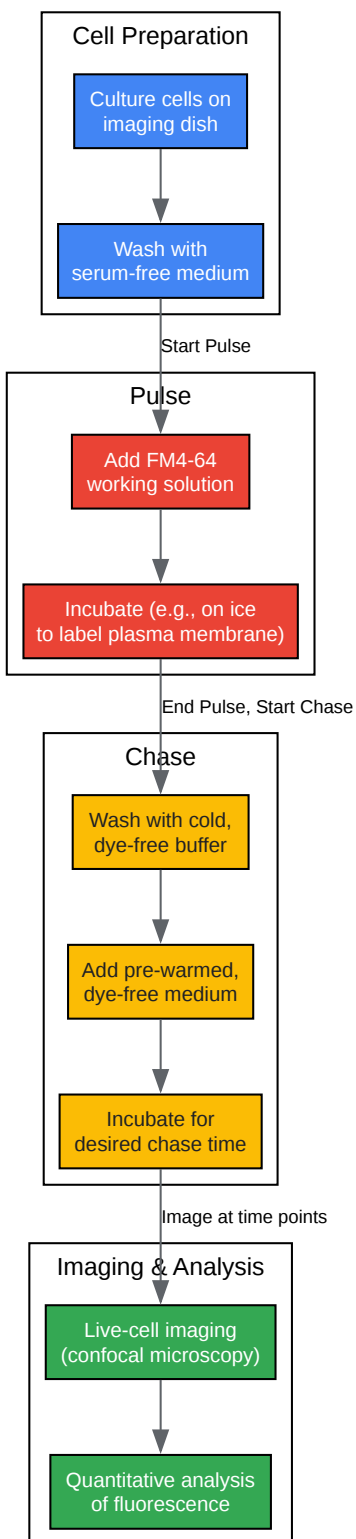 Cell Preparation
Culture cells on
imaging dish
Wash with
serum-free medium
Start Pulse
Pulse
Add FM4-64
working solution
Incubate (e.g., on ice
to label plasma membrane)
End Pulse, Start Chase
Chase
Wash with cold,
dye-free buffer
Add pre-warmed,
dye-free medium
Incubate for
desired chase time
Image at time points
Imaging & Analysis
Live-cell imaging
(confocal microscopy)
Quantitative analysis
of fluorescence